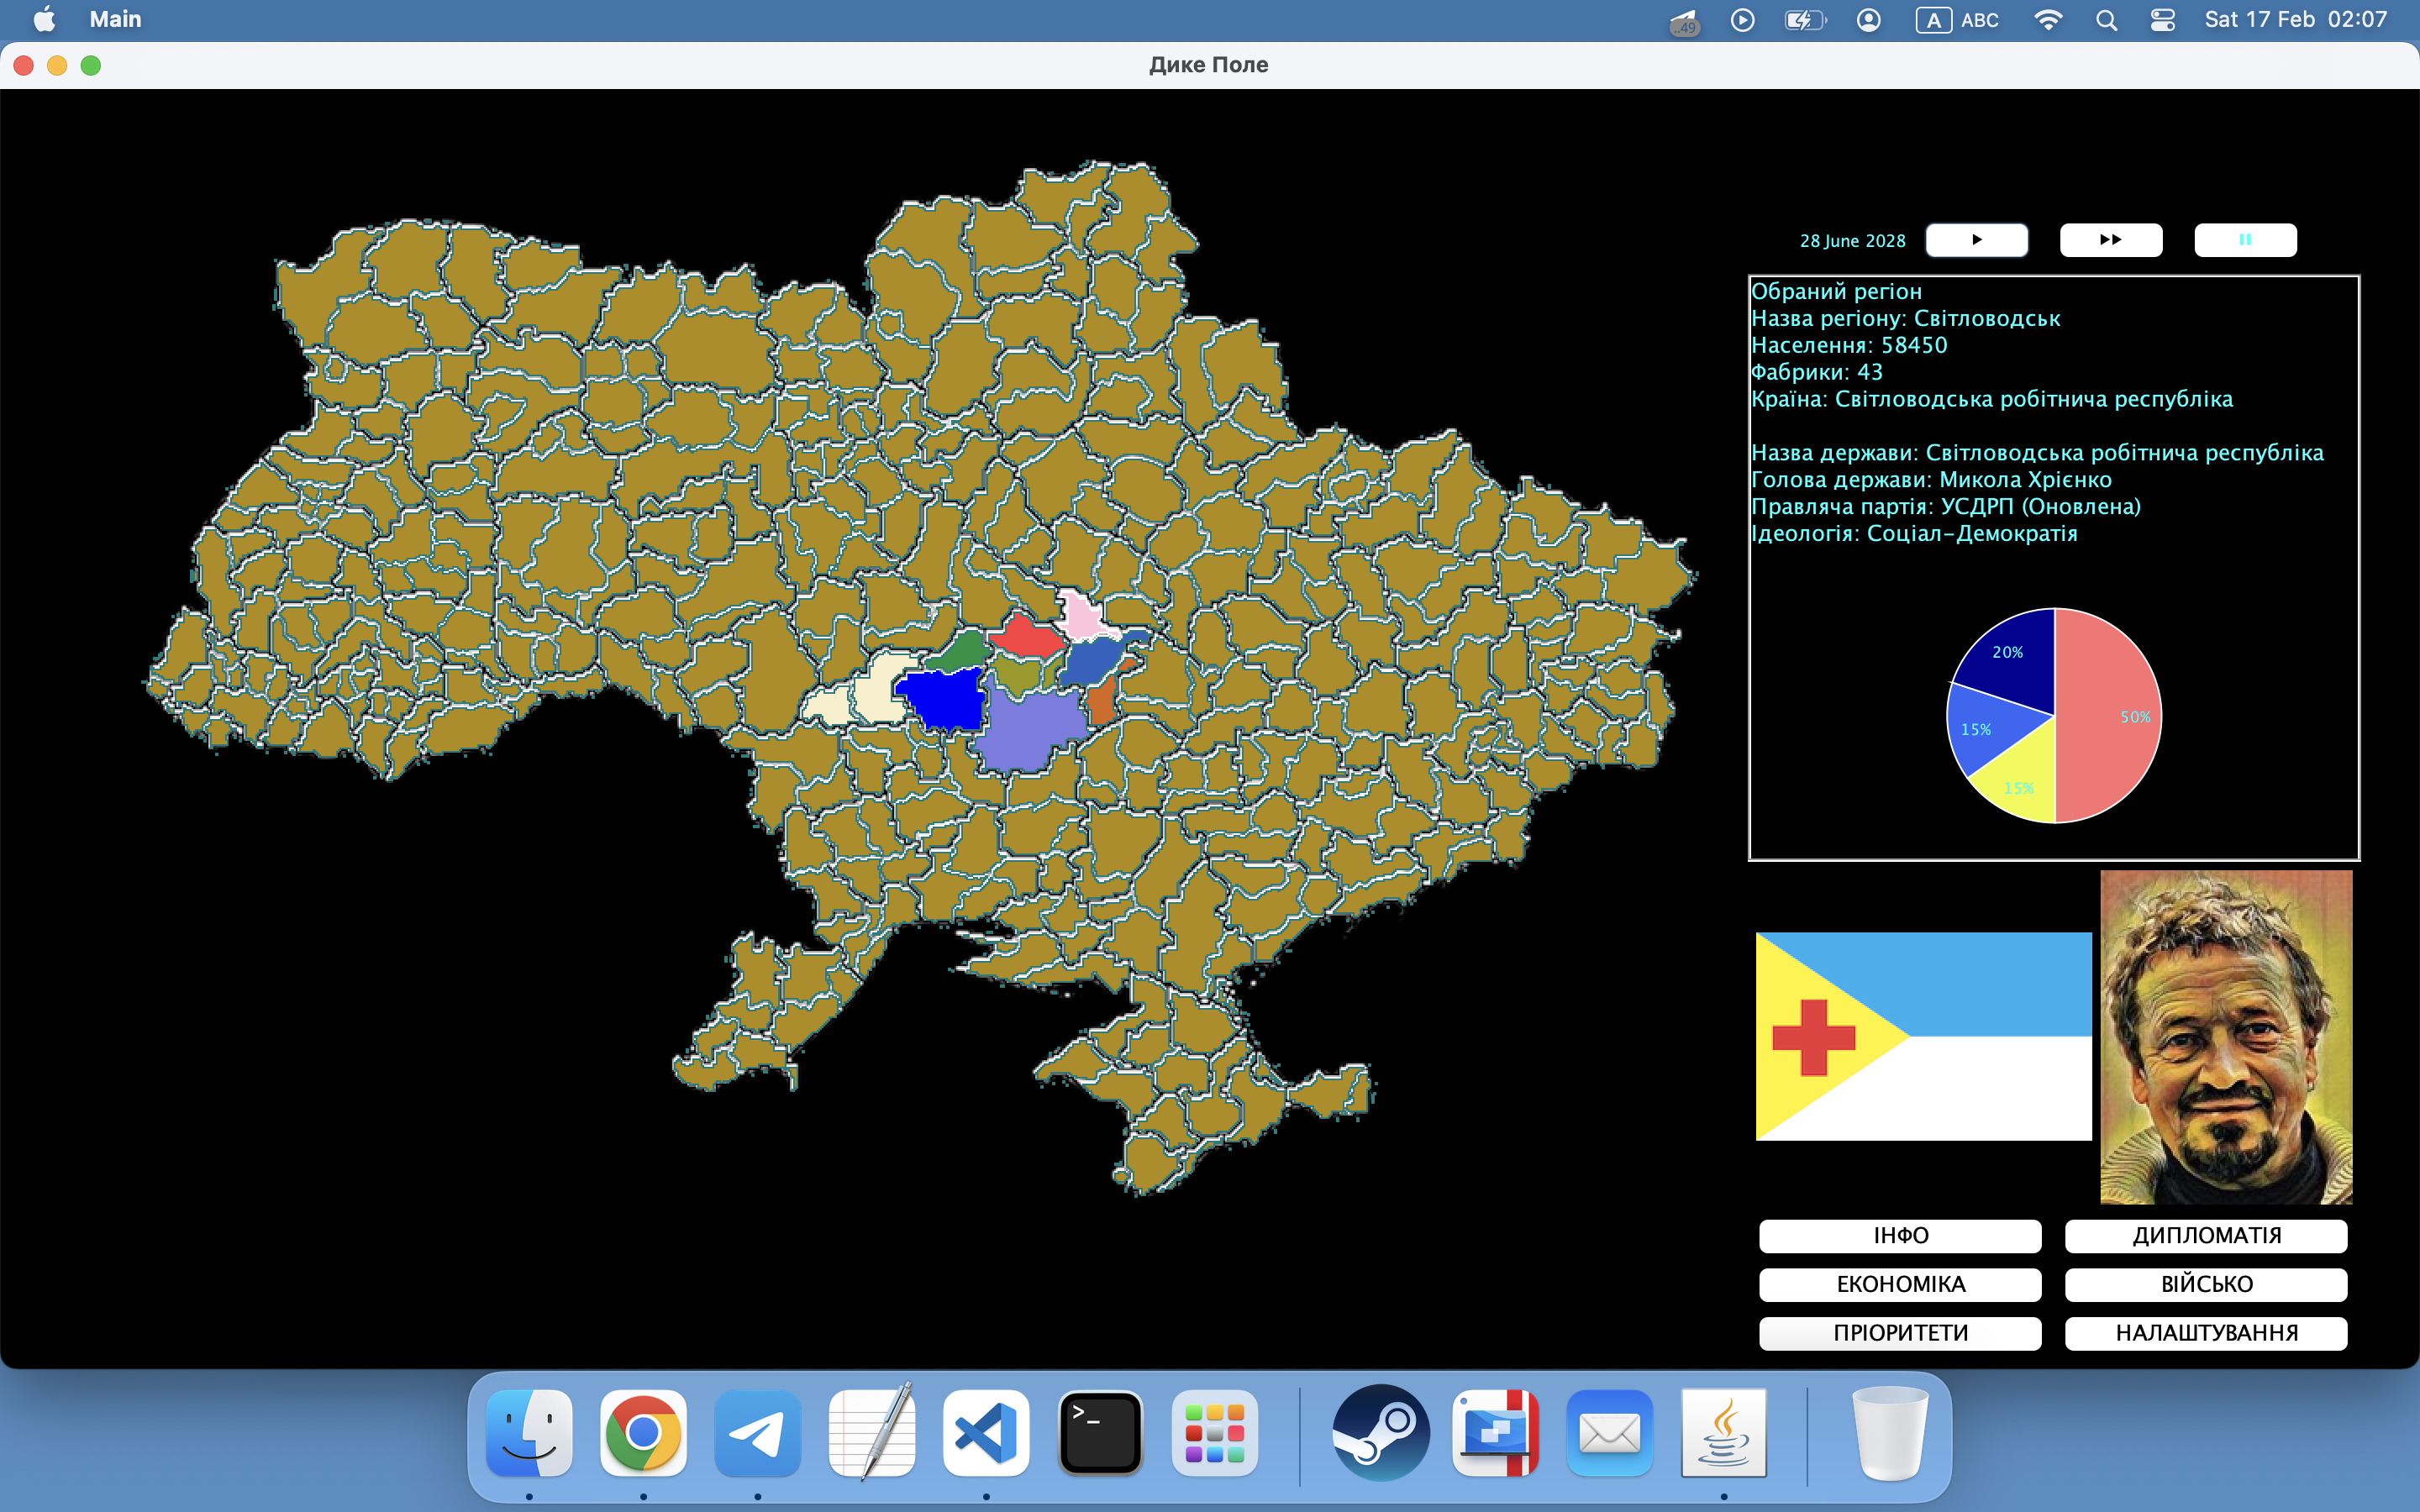 Main
..49
A ABC
Sat 17 Feb 02:07
Дике Поле
28 June 2028
Обраний регіон
Назва регіону: Світловодськ
Населення: 58450
Фабрики: 43
Країна: Світловодська робітнича республіка
Назва держави: Світловодська робітнича республіка
Голова держави: Микола Хрієнко
Правляча партія: УСДРП (Оновлена)
Ідеологія: Соціал-Демократія
20%
50%
15%
15%
ІНФО
ДИПЛОМАТІЯ
ЕКОНОМІКА
ВІЙСЬКО
ПРІОРИТЕТИ
НАЛАШТУВАННЯ
>_